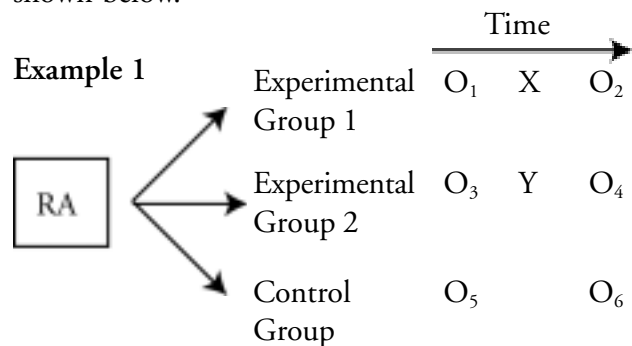 shown below.
Time
Example 1
Experimental O₁ X O₂
Group 1
RA
Experimental O₃ Y O₄
Group 2
Control O₅ O₆
Group